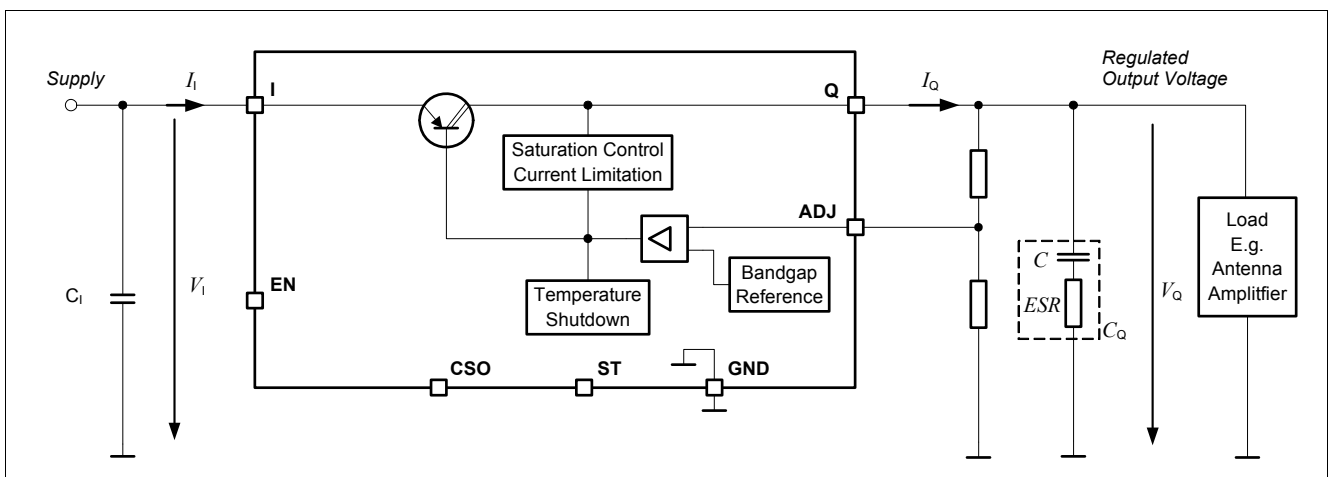 Supply
I_I
I
Q
I_Q
Regulated
Output Voltage
Saturation Control
Current Limitation
ADJ
Load
E.g.
Antenna
Amplitfier
C_I
V_I
EN
Temperature
Shutdown
Bandgap
Reference
C
ESR
C_Q
V_Q
CSO
ST
GND